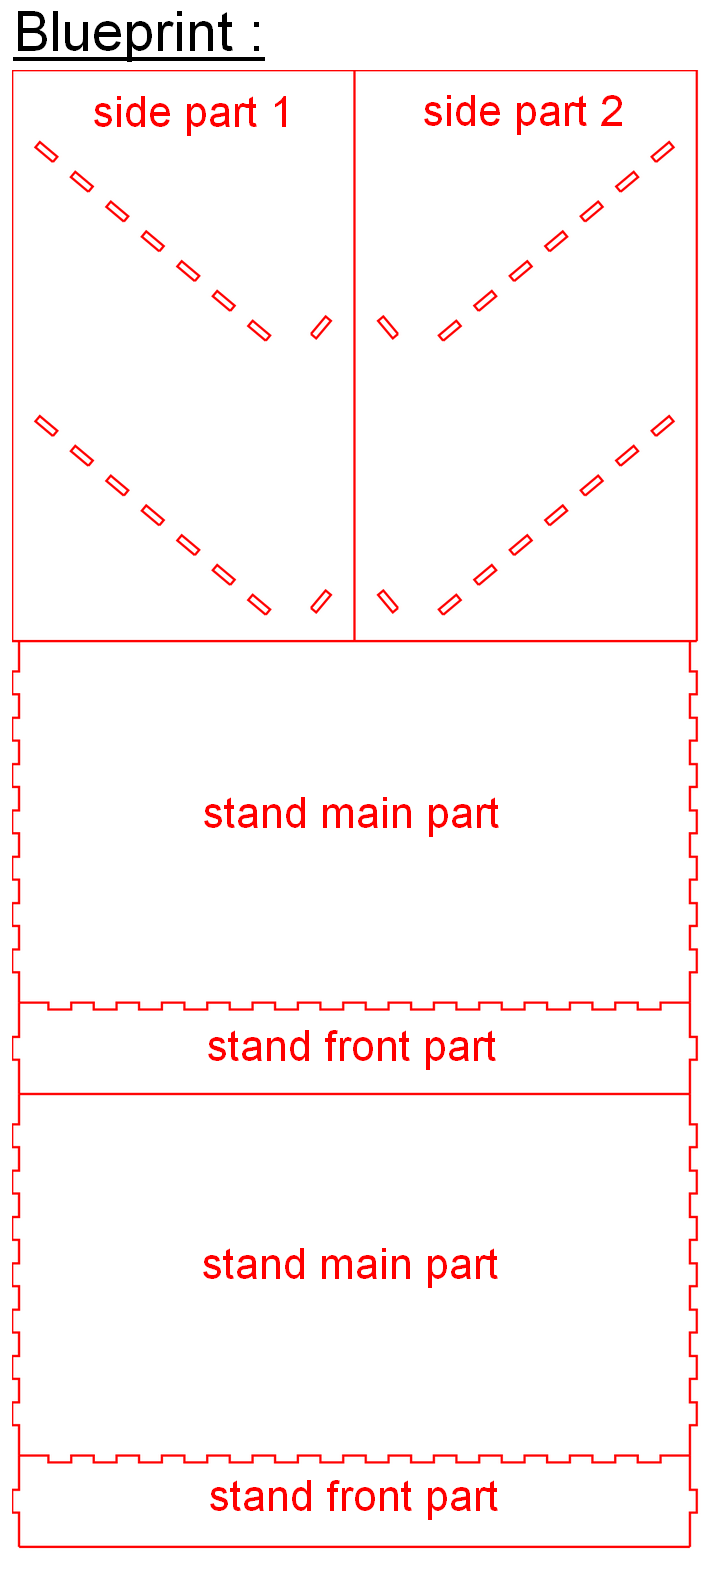 Blueprint :
side part 1
side part 2
stand main part
stand front part
stand main part
stand front part